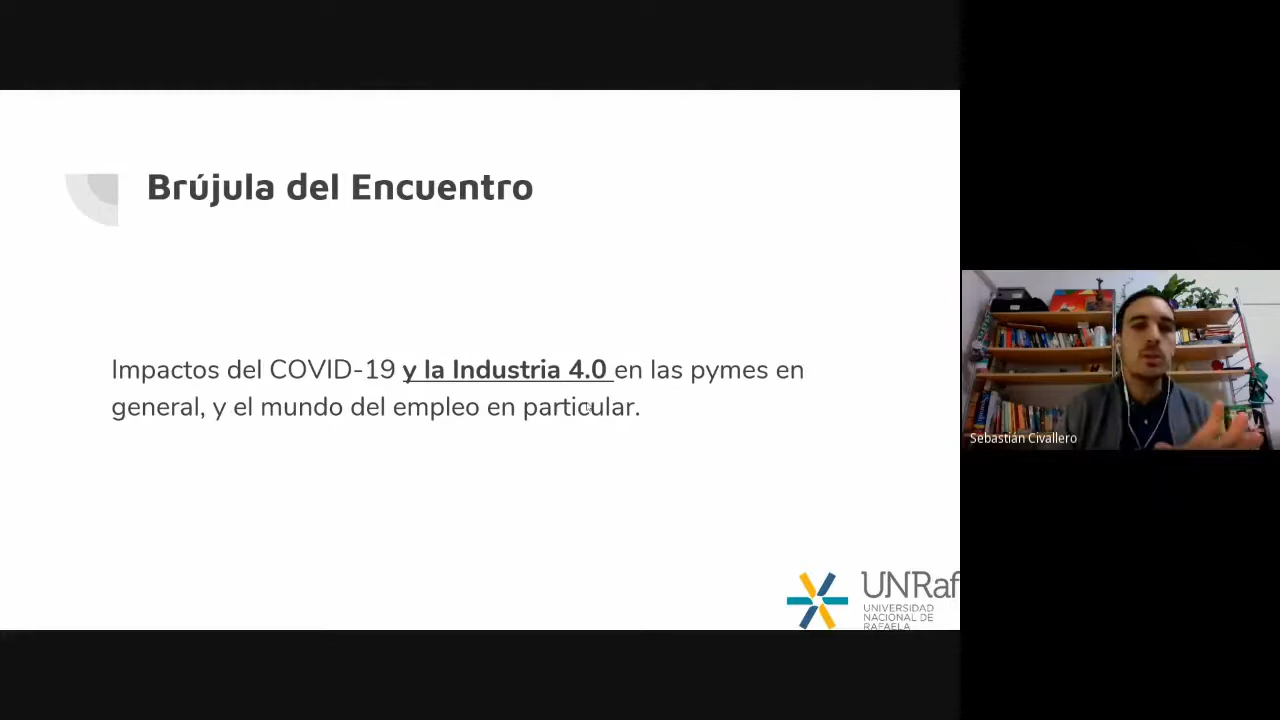 Brújula del Encuentro
Impactos del COVID-19 y la Industria 4.0 en las pymes en
general, y el mundo del empleo en particular.
UNRaf
UNIVERSIDAD
NACIONAL DE
RAFAELA
Sebastián Civallero